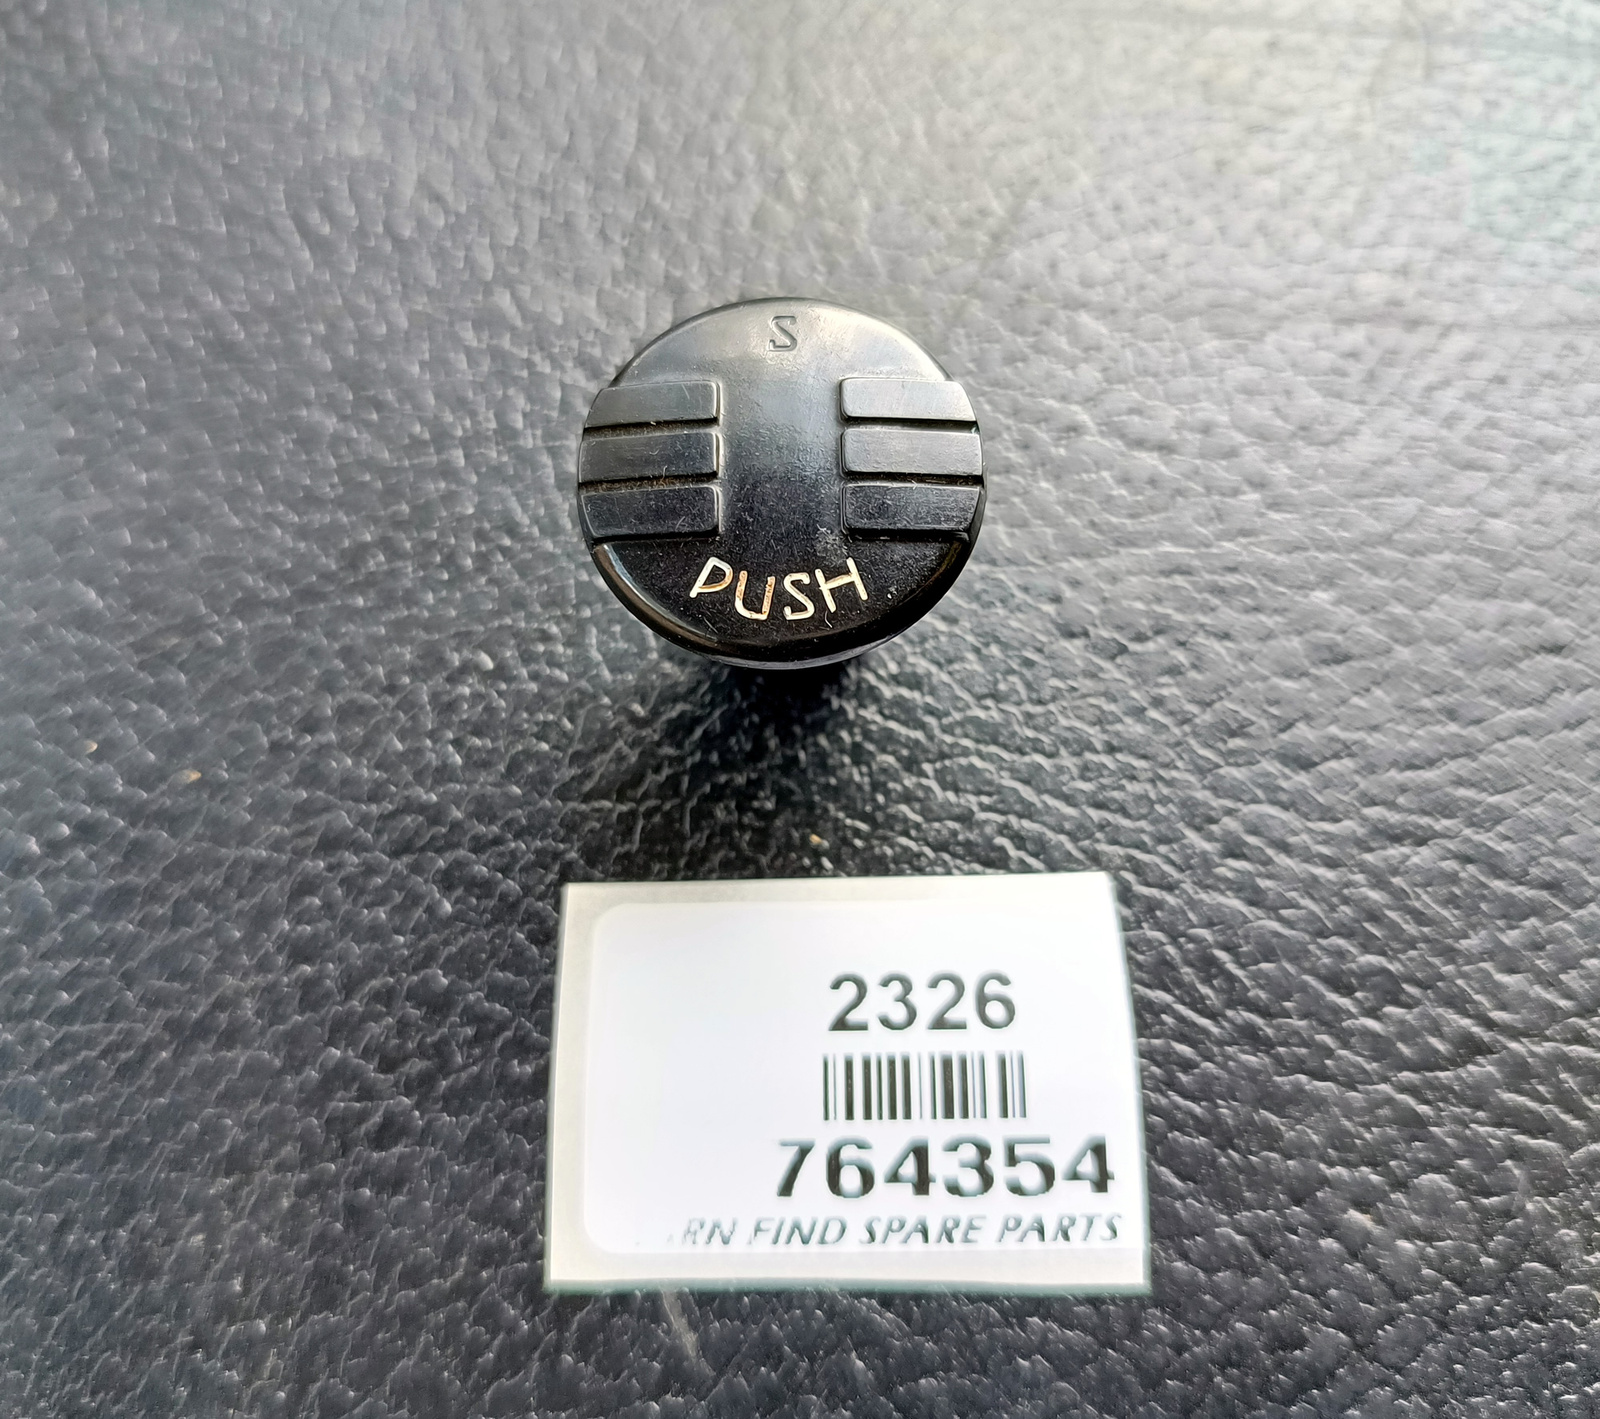 S
PUSH
2326
764354
FIND SPARE PARTS